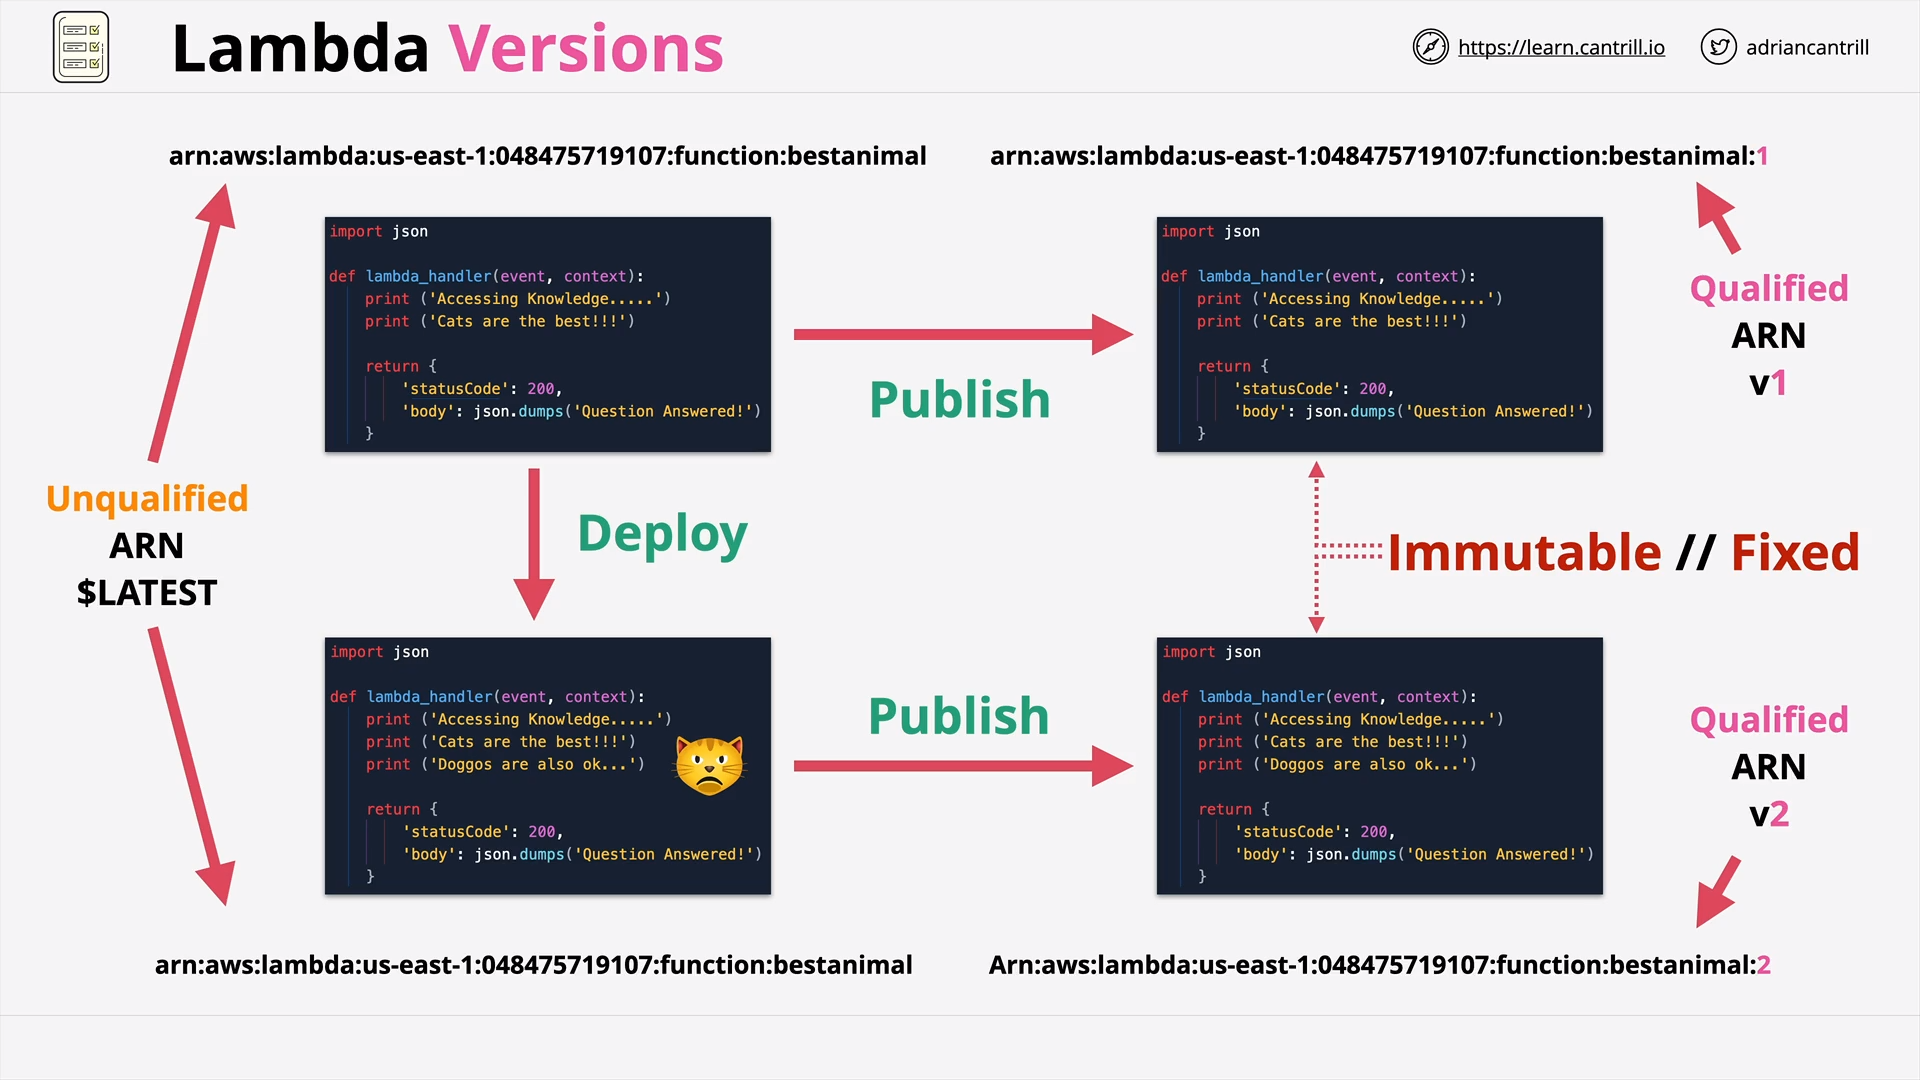 Lambda Versions
https://learn.cantrill.io
adriancantrill
arn:aws:lambda:us-east-1:048475719107:function:bestanimal
arn:aws:lambda:us-east-1:048475719107:function:bestanimal:1
import json
def lambda_handler(event, context):
print ('Accessing Knowledge.....')
print ('Cats are the best!!!')
return {
'statusCode': 200,
'body': json.dumps('Question Answered!')
}
Publish
import json
def lambda_handler(event, context):
print ('Accessing Knowledge.....')
print ('Cats are the best!!!')
return {
'statusCode': 200,
'body': json.dumps('Question Answered!')
}
Qualified
ARN
v1
Unqualified
ARN
$LATEST
Deploy
Immutable // Fixed
import json
def lambda_handler(event, context):
print ('Accessing Knowledge.....')
print ('Cats are the best!!!')
print ('Doggos are also ok...')
return {
'statusCode': 200,
'body': json.dumps('Question Answered!')
}
Publish
import json
def lambda_handler(event, context):
print ('Accessing Knowledge.....')
print ('Cats are the best!!!')
print ('Doggos are also ok...')
return {
'statusCode': 200,
'body': json.dumps('Question Answered!')
}
Qualified
ARN
v2
arn:aws:lambda:us-east-1:048475719107:function:bestanimal
Arn:aws:lambda:us-east-1:048475719107:function:bestanimal:2